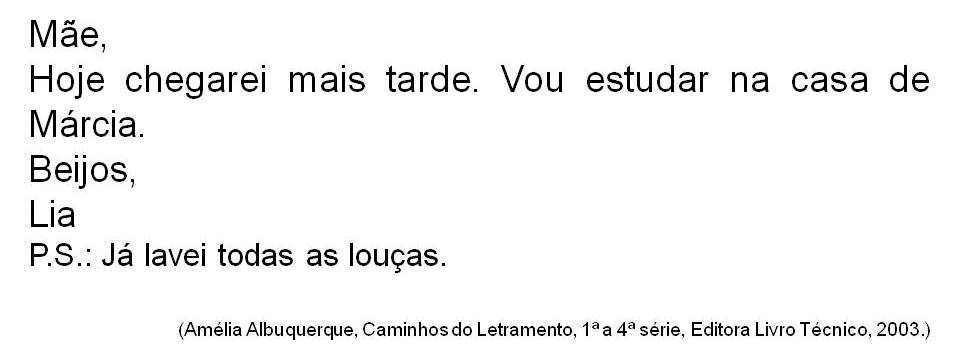 Mãe,
Hoje chegarei mais tarde. Vou estudar na casa de
Márcia.
Beijos,
Lia
P.S.: Já lavei todas as louças.
(Amélia Albuquerque, Caminhos do Letramento, 1ª a 4ª série, Editora Livro Técnico, 2003.)